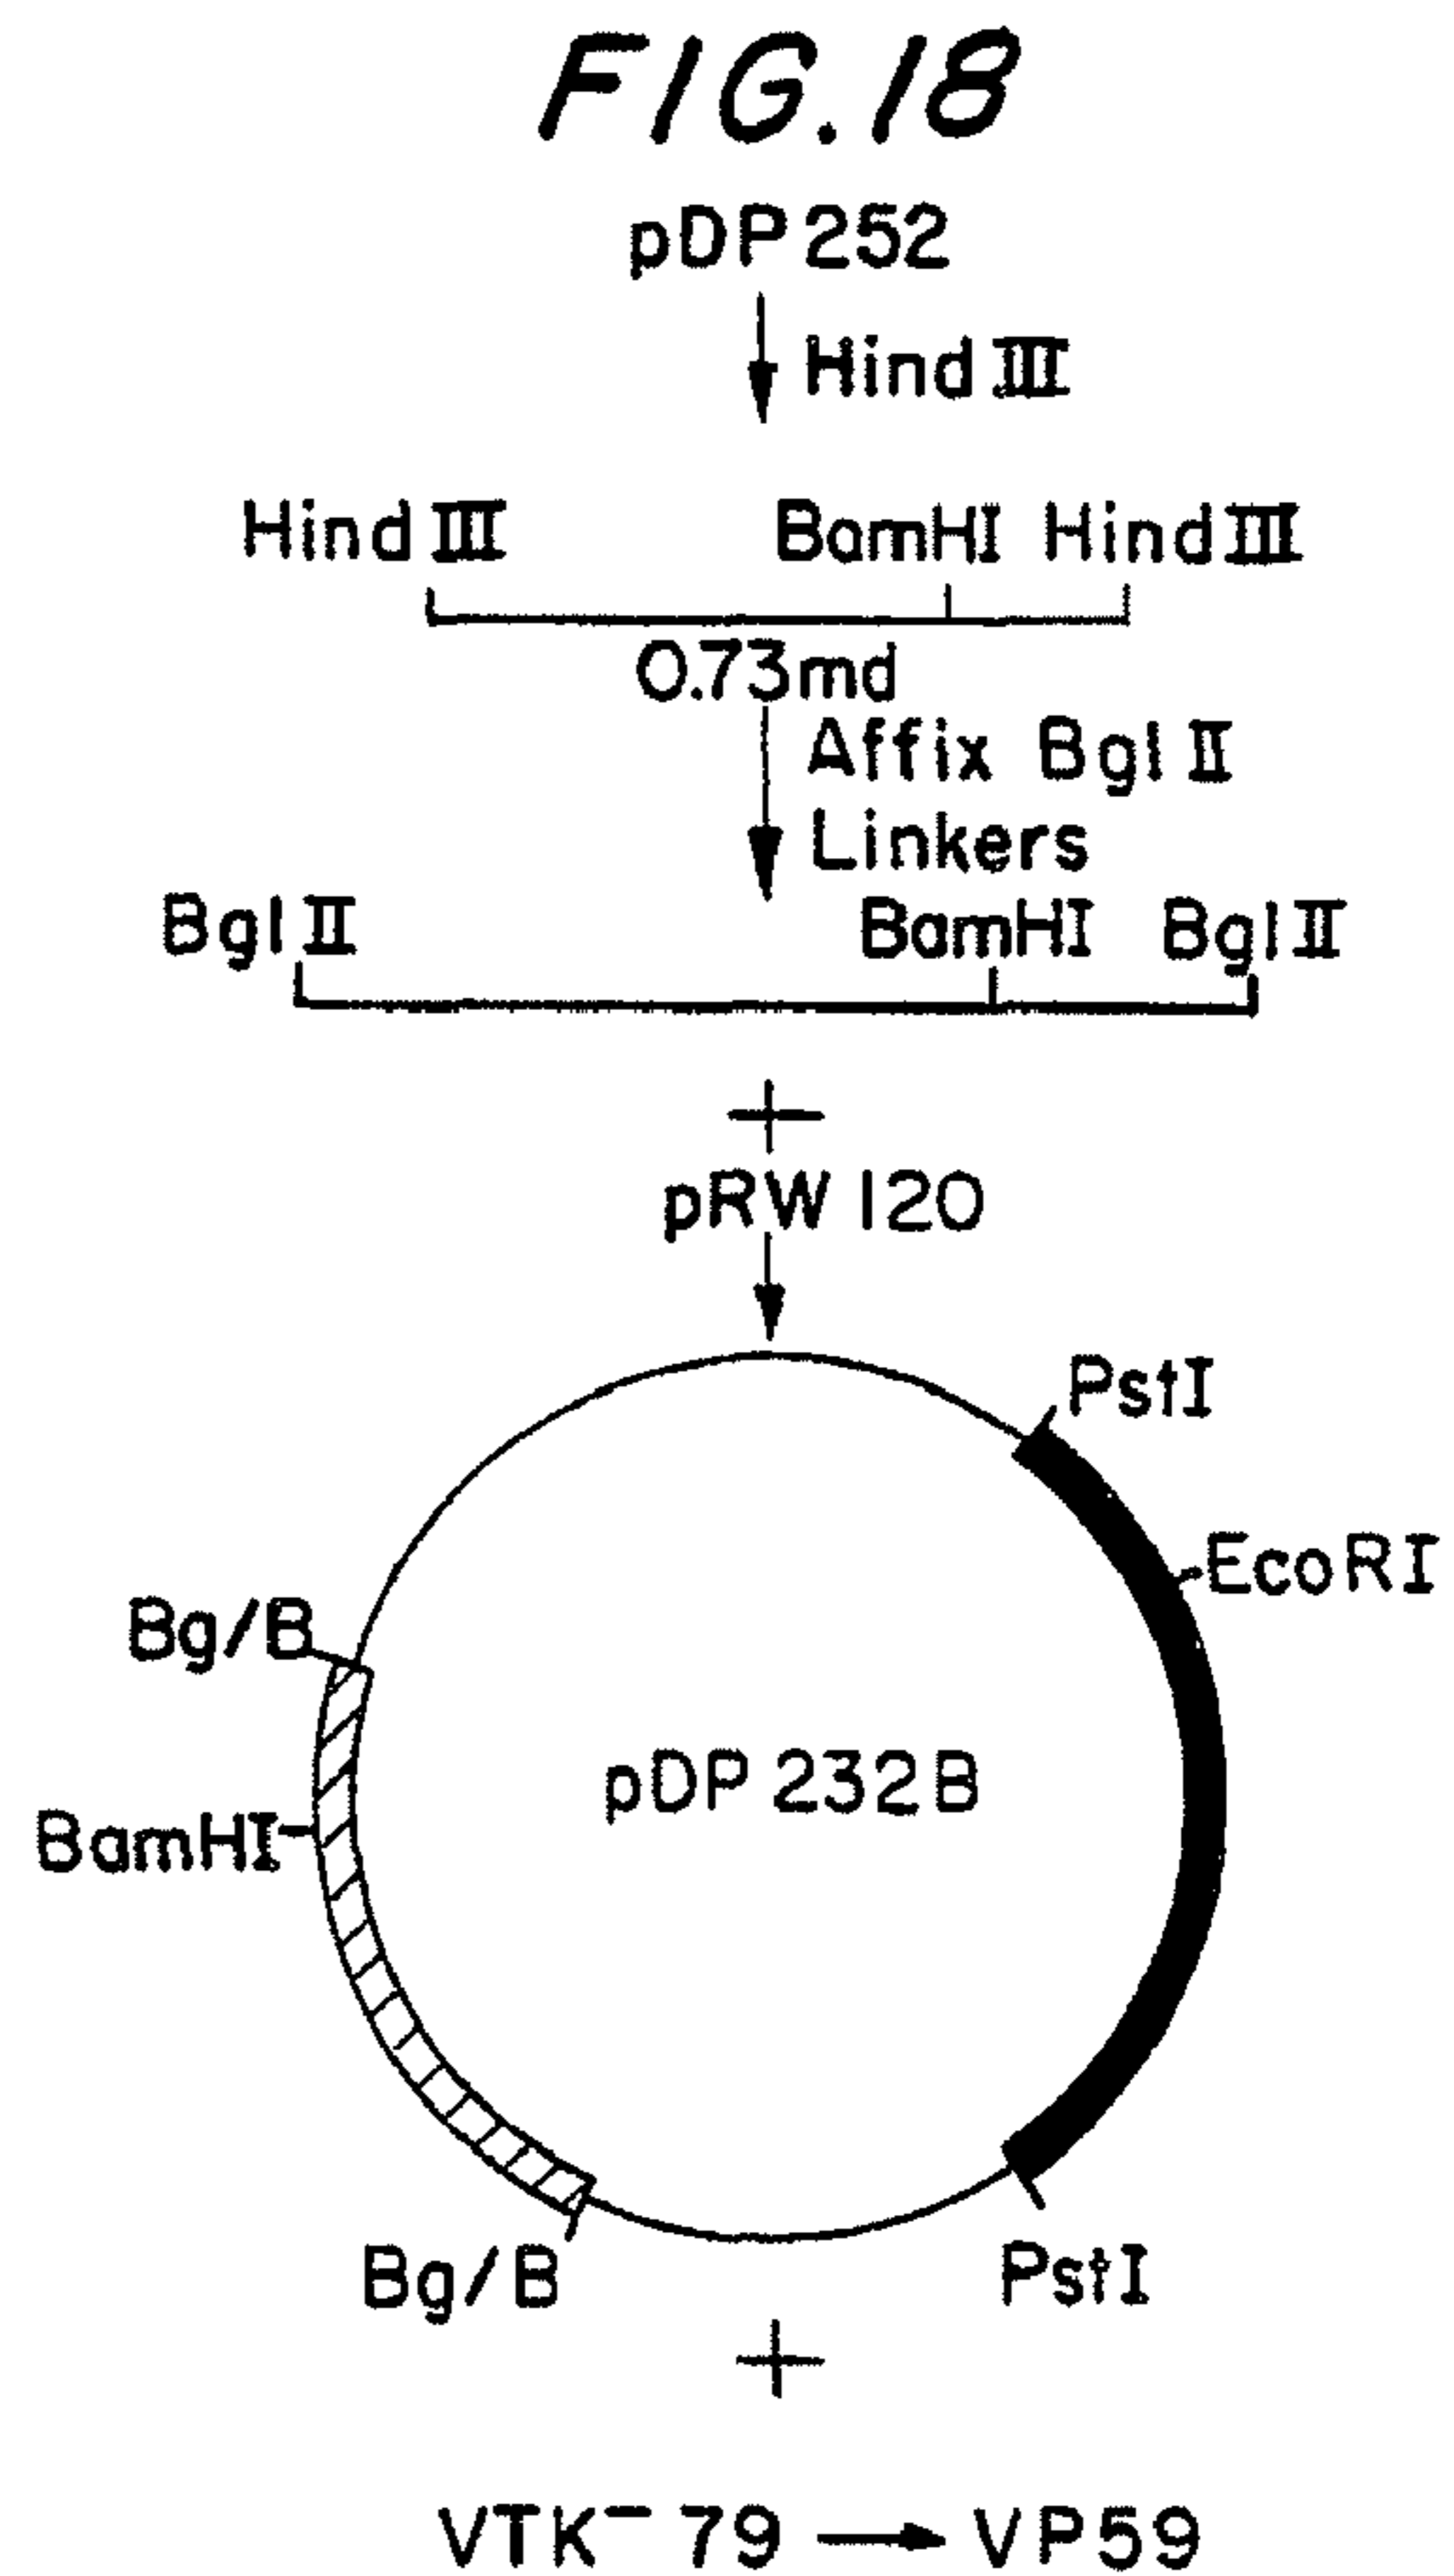 FIG. 18
pDP 252
Hind III
Hind III BamHI Hind III
0.73md
Affix Bgl II
Linkers
Bgl II BamHI Bgl II
+
pRW 120
PstI
EcoRI
Bg/B
pDP 232B
BamHI
Bg/B
PstI
+
VTK⁻ 79 → VP59